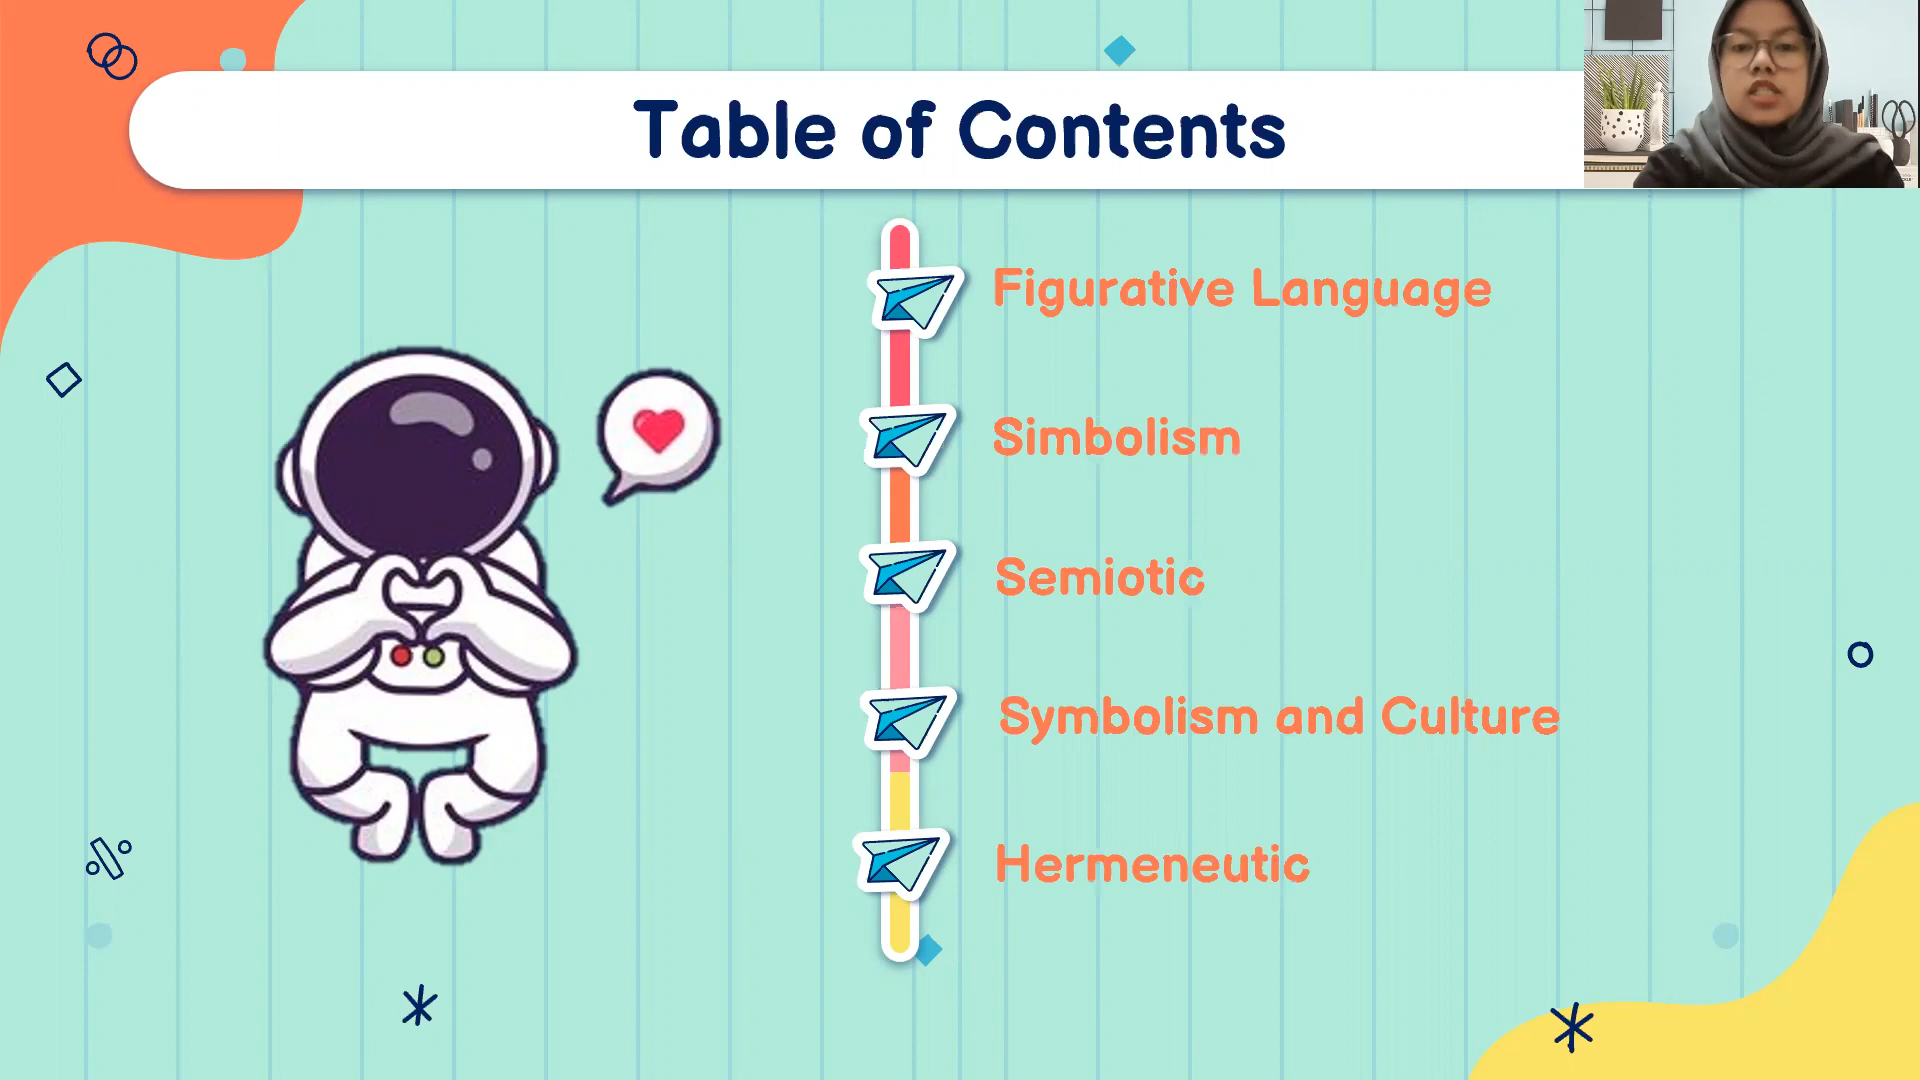 Table of Contents
Figurative Language
Simbolism
Semiotic
Symbolism and Culture
Hermeneutic